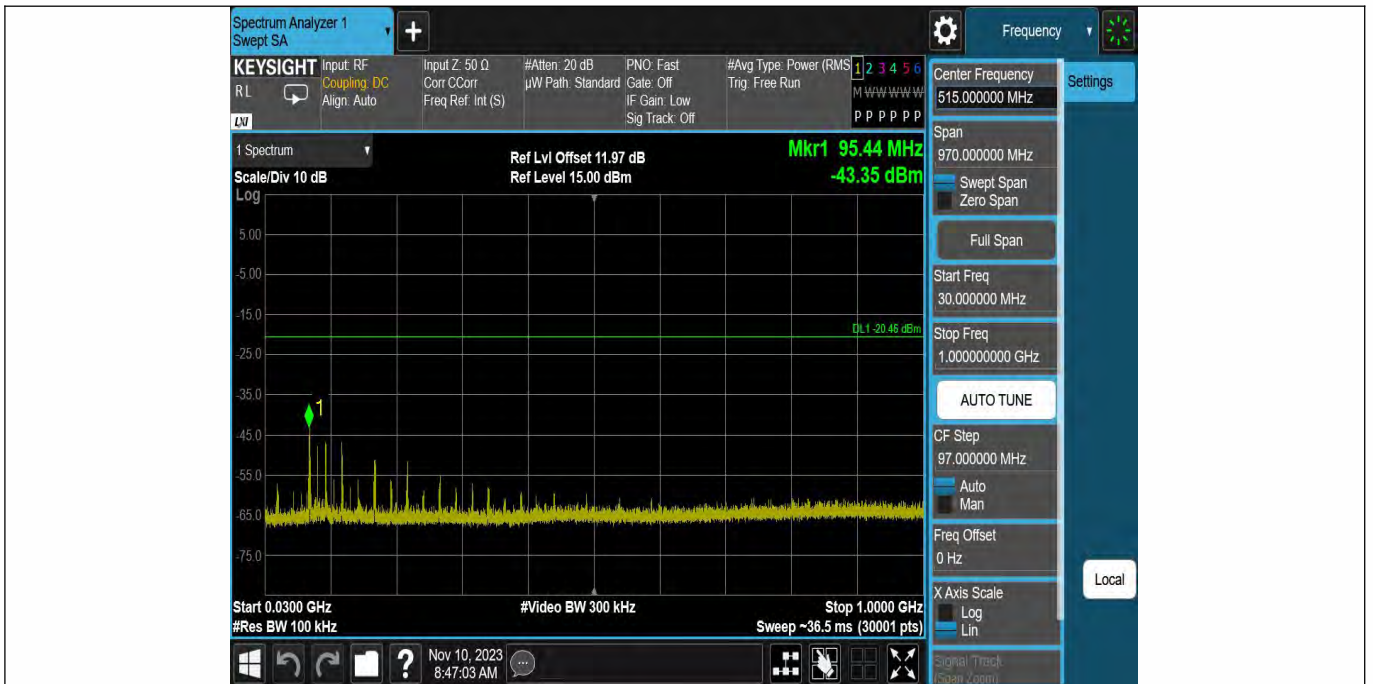 Spectrum Analyzer 1
Swept SA
+
Frequency
KEYSIGHT
RL
LXI
Input: RF
Coupling: DC
Align: Auto
Input Z: 50 Ω
Corr CCorr
Freq Ref: Int (S)
#Atten: 20 dB
µW Path: Standard
PNO: Fast
Gate: Off
IF Gain: Low
Sig Track: Off
#Avg Type: Power (RMS
Trig: Free Run
1 2 3 4 5 6
M W W W W W
P P P P P P
Center Frequency
515.000000 MHz
Settings
1 Spectrum
Scale/Div 10 dB
Ref Lvl Offset 11.97 dB
Ref Level 15.00 dBm
Mkr1 95.44 MHz
-43.35 dBm
Span
970.000000 MHz
Swept Span
Zero Span
Full Span
Start Freq
30.000000 MHz
Stop Freq
1.000000000 GHz
AUTO TUNE
CF Step
97.000000 MHz
Auto
Man
Freq Offset
0 Hz
X Axis Scale
Log
Lin
Signal Track
(Span Zoom)
Local
Log
5.00
-5.00
-15.0
DL1 -20.46 dBm
-25.0
-35.0
1
-45.0
-55.0
-65.0
-75.0
Start 0.0300 GHz
#Video BW 300 kHz
Stop 1.0000 GHz
#Res BW 100 kHz
Sweep ~36.5 ms (30001 pts)
?
Nov 10, 2023
8:47:03 AM